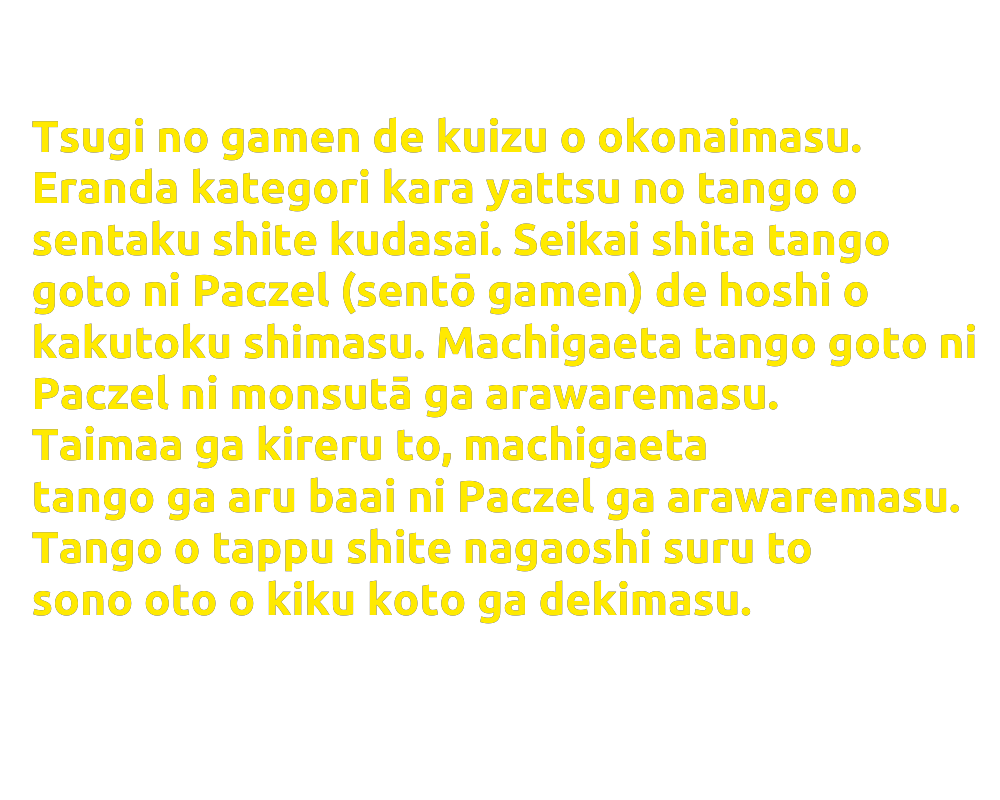 Tsugi no gamen de kuizu o okonaimasu.
Eranda kategori kara yattsu no tango o
sentaku shite kudasai. Seikai shita tango
goto ni Paczel (sentō gamen) de hoshi o
kakutoku shimasu. Machigaeta tango goto ni
Paczel ni monsutā ga arawaremasu.
Taimaa ga kireru to, machigaeta
tango ga aru baai ni Paczel ga arawaremasu.
Tango o tappu shite nagaoshi suru to
sono oto o kiku koto ga dekimasu.